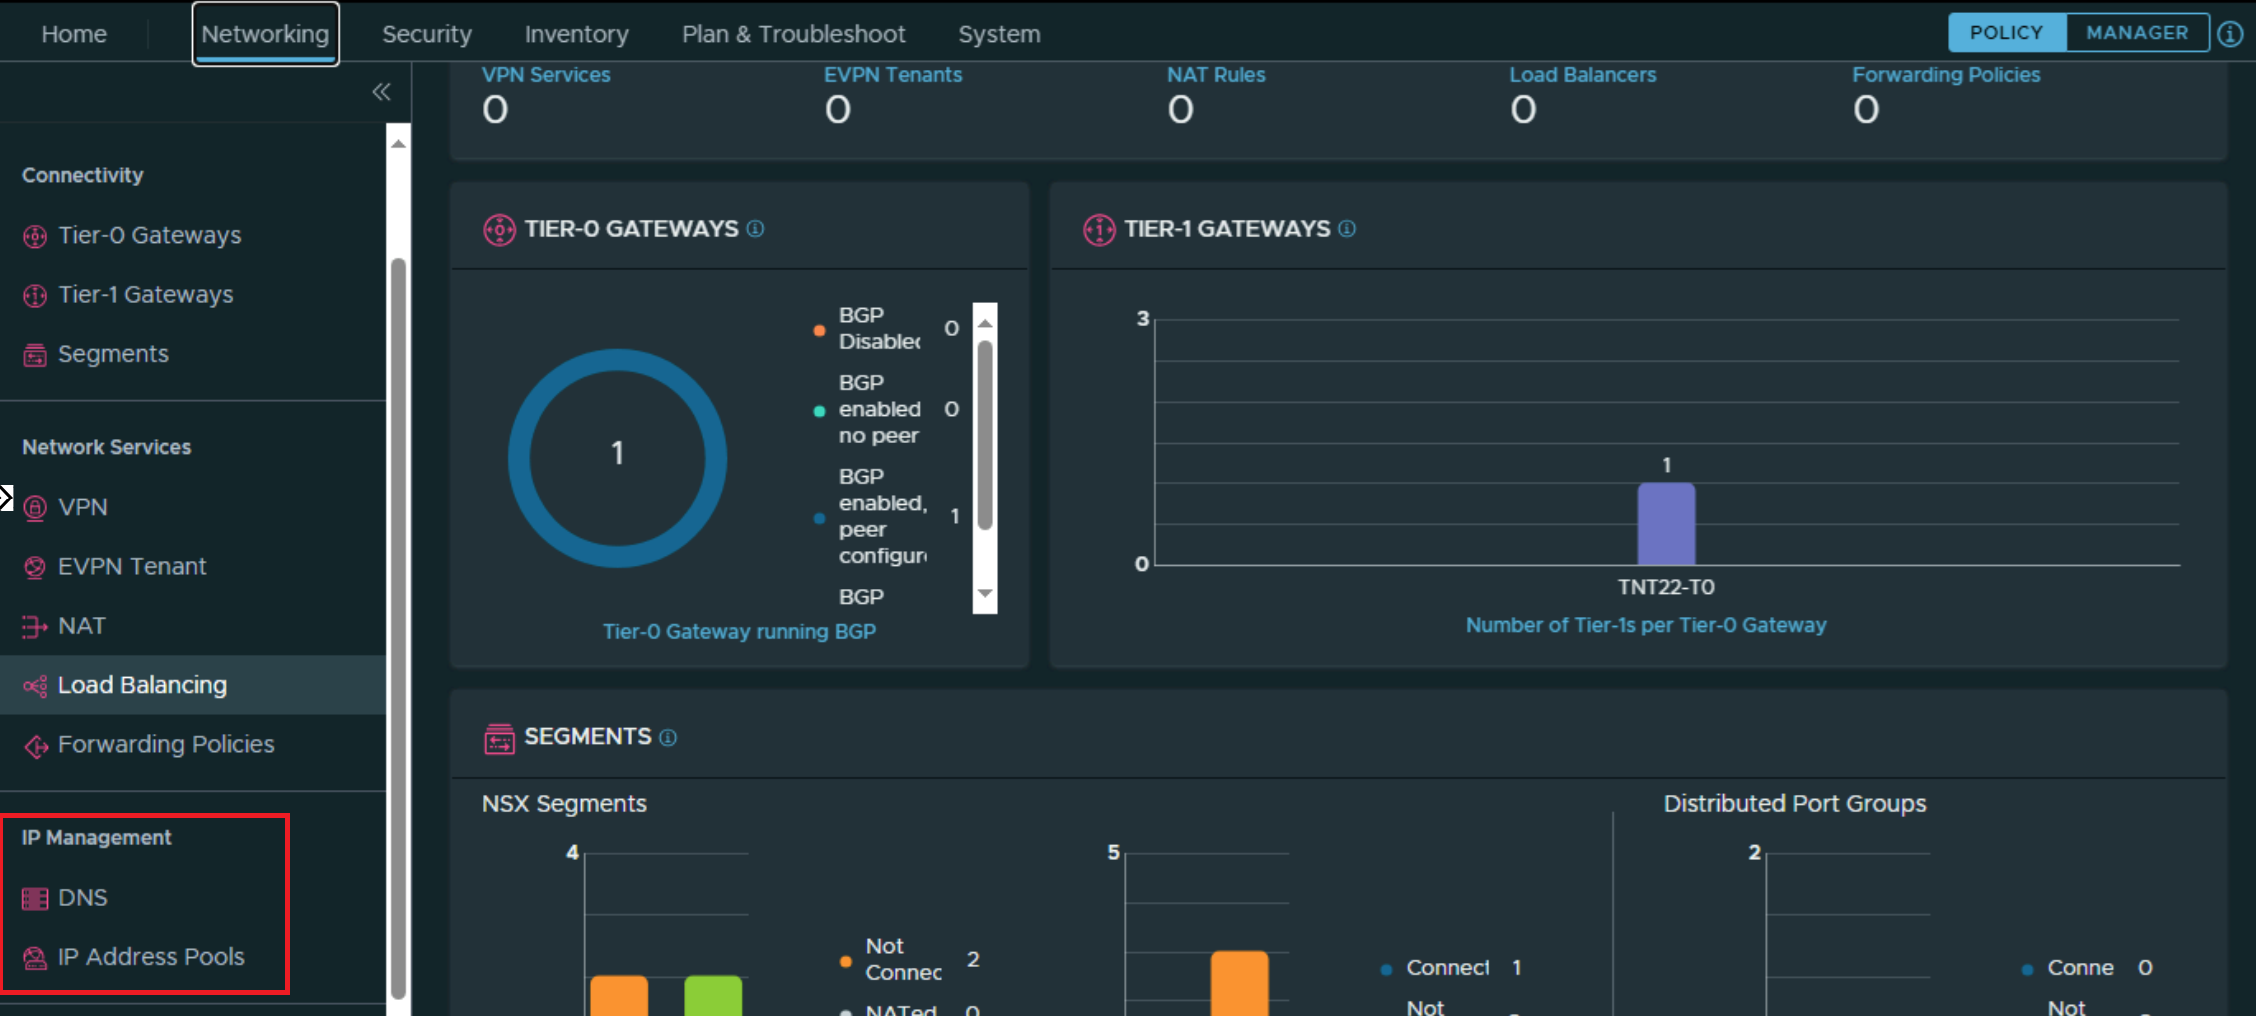 Home
Networking
Security
Inventory
Plan & Troubleshoot
System
POLICY
MANAGER
Connectivity
Tier-0 Gateways
Tier-1 Gateways
Segments
Network Services
VPN
EVPN Tenant
NAT
Load Balancing
Forwarding Policies
IP Management
DNS
IP Address Pools
VPN Services
0
EVPN Tenants
0
NAT Rules
0
Load Balancers
0
Forwarding Policies
0
TIER-0 GATEWAYS
1
BGP
Disabled
0
BGP
enabled
no peer
0
BGP
enabled,
peer
configur
1
BGP
Tier-0 Gateway running BGP
TIER-1 GATEWAYS
3
0
1
TNT22-T0
Number of Tier-1s per Tier-0 Gateway
SEGMENTS
NSX Segments
4
Not
Connec
2
NATed
0
5
Connect
1
Not
Distributed Port Groups
2
Conne
0
Not